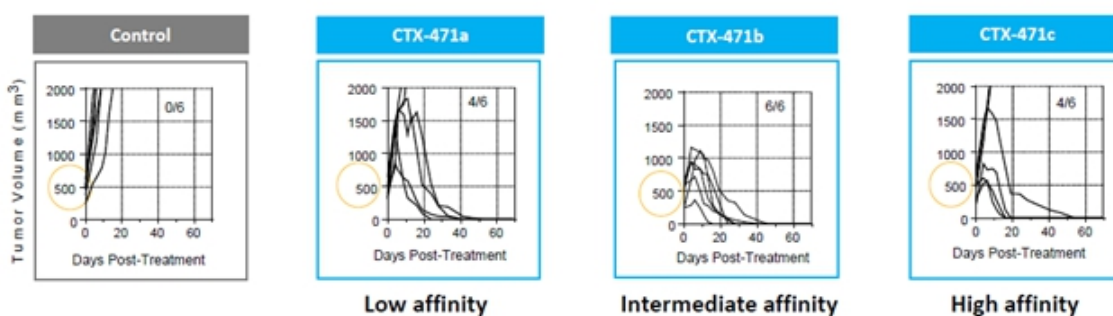 Control
CTX-471a
CTX-471b
CTX-471c
Tumor Volume (mm³)
2000
1500
1000
500
0
0/6
0 20 40 60
Days Post-Treatment
2000
1500
1000
500
0
4/6
0 20 40 60
Days Post-Treatment
2000
1500
1000
500
0
6/6
0 20 40 60
Days Post-Treatment
2000
1500
1000
500
0
4/6
0 20 40 60
Days Post-Treatment
Low affinity
Intermediate affinity
High affinity